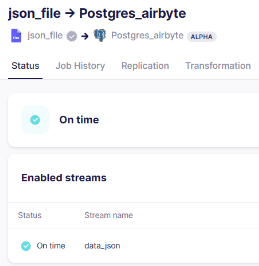 json_file → Postgres_airbyte
json_file → Postgres_airbyte ALPHA
Status Job History Replication Transformation
On time
Enabled streams
Status Stream name
On time data_json